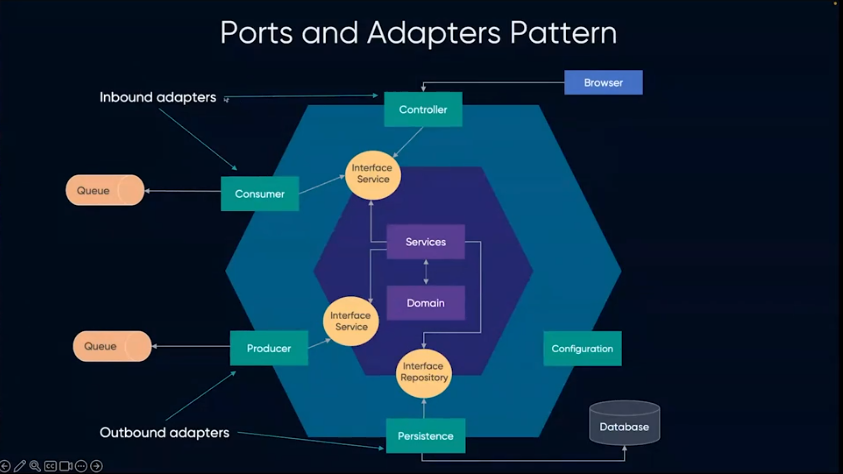 Ports and Adapters Pattern
Inbound adapters
Browser
Controller
Interface
Service
Queue
Consumer
Services
Domain
Interface
Service
Queue
Producer
Configuration
Interface
Repository
Outbound adapters
Persistence
Database
CC